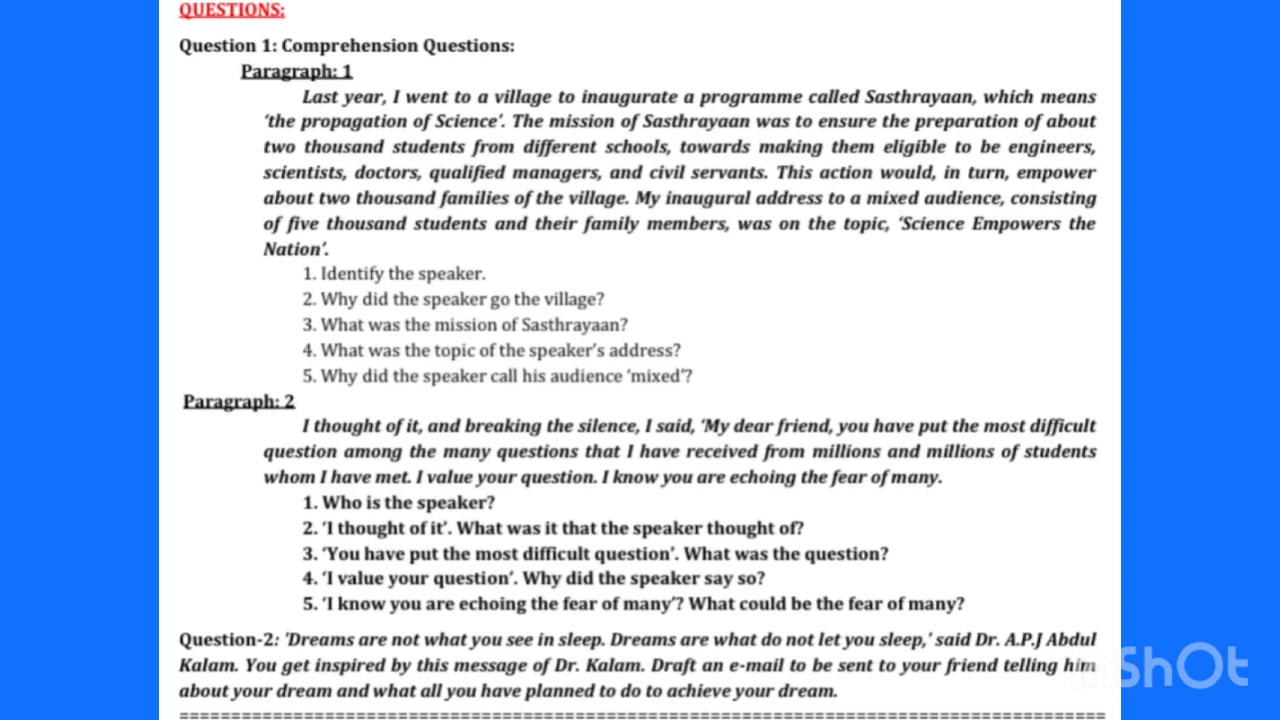 QUESTIONS:
Question 1: Comprehension Questions:
Paragraph: 1
Last year, I went to a village to inaugurate a programme called Sasthrayaan, which means
‘the propagation of Science’. The mission of Sasthrayaan was to ensure the preparation of about
two thousand students from different schools, towards making them eligible to be engineers,
scientists, doctors, qualified managers, and civil servants. This action would, in turn, empower
about two thousand families of the village. My inaugural address to a mixed audience, consisting
of five thousand students and their family members, was on the topic, ‘Science Empowers the
Nation’.
1. Identify the speaker.
2. Why did the speaker go the village?
3. What was the mission of Sasthrayaan?
4. What was the topic of the speaker’s address?
5. Why did the speaker call his audience ‘mixed’?
Paragraph: 2
I thought of it, and breaking the silence, I said, ‘My dear friend, you have put the most difficult
question among the many questions that I have received from millions and millions of students
whom I have met. I value your question. I know you are echoing the fear of many.
1. Who is the speaker?
2. ‘I thought of it’. What was it that the speaker thought of?
3. ‘You have put the most difficult question’. What was the question?
4. ‘I value your question’. Why did the speaker say so?
5. ‘I know you are echoing the fear of many’? What could be the fear of many?
Question-2: ‘Dreams are not what you see in sleep. Dreams are what do not let you sleep,’ said Dr. A.P.J Abdul
Kalam. You get inspired by this message of Dr. Kalam. Draft an e-mail to be sent to your friend telling him
about your dream and what all you have planned to do to achieve your dream.
InShOt